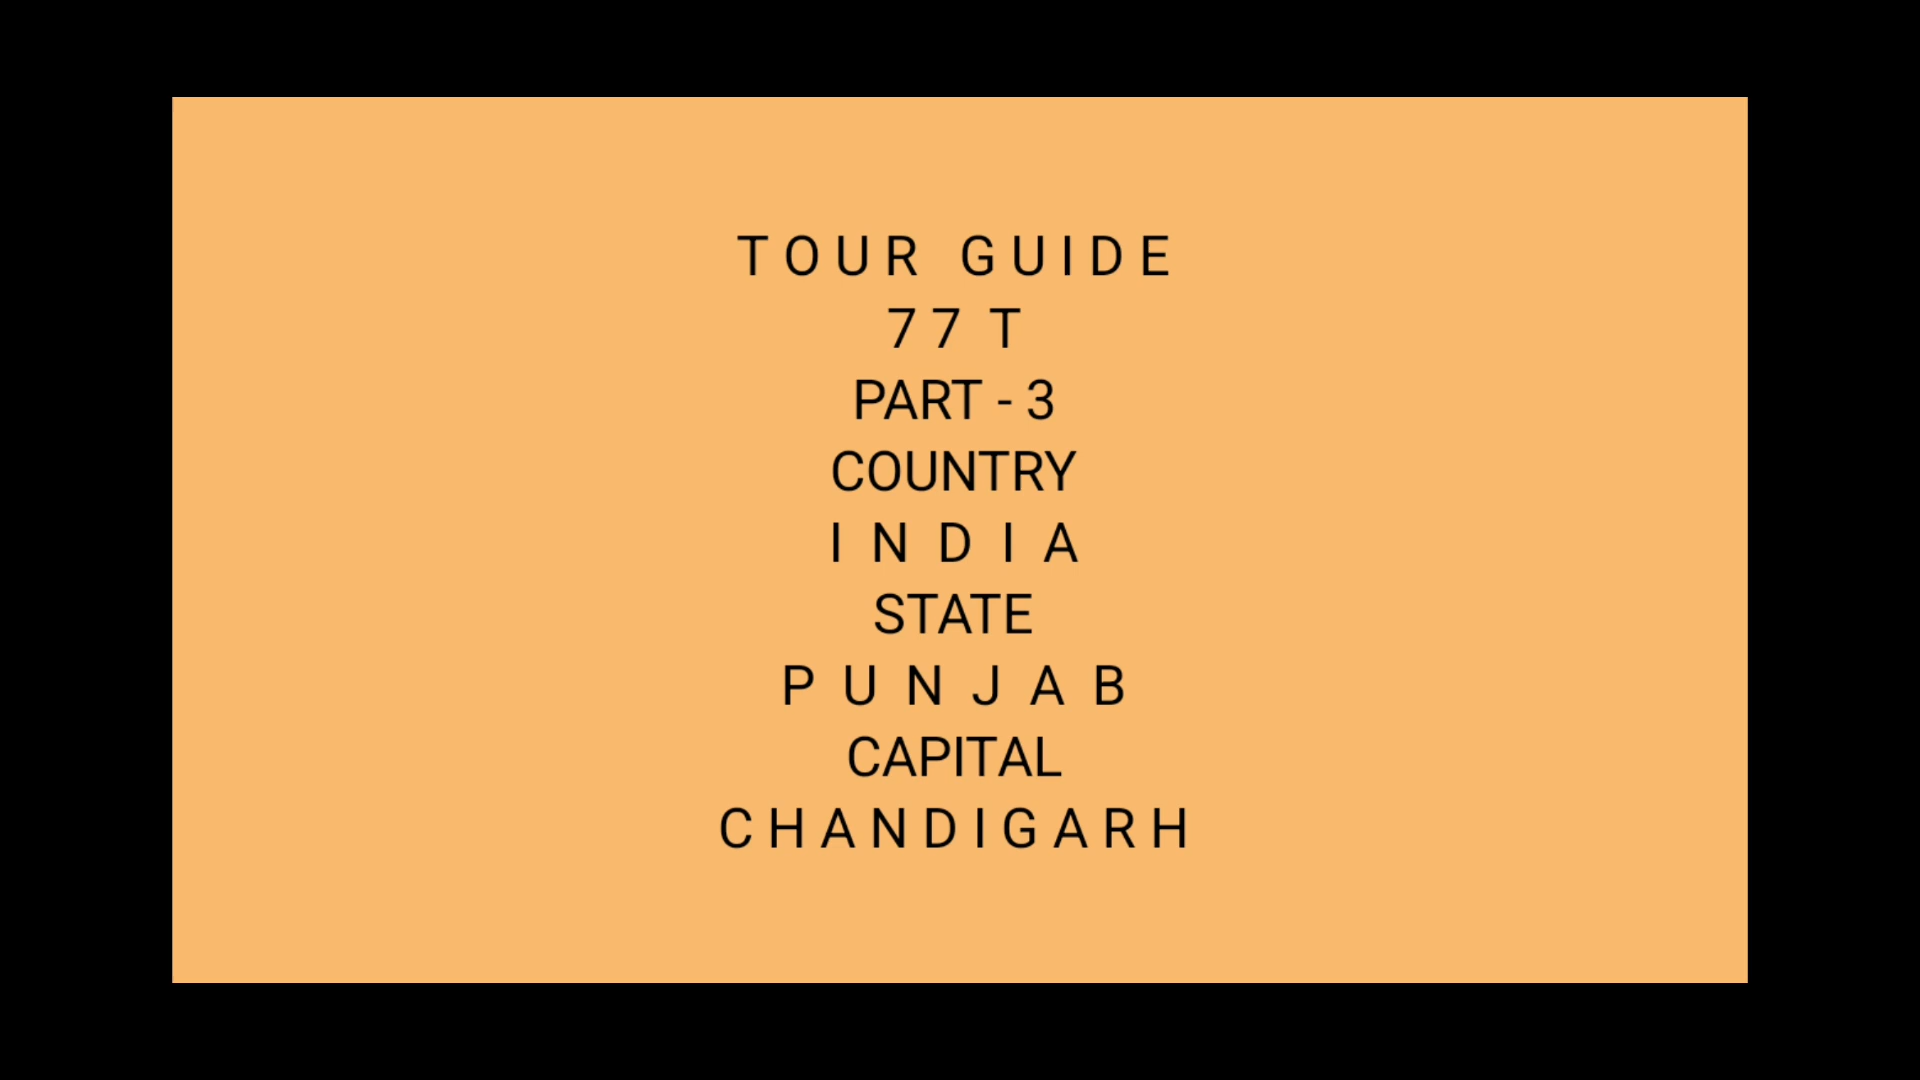 TOUR GUIDE
77 T
PART - 3
COUNTRY
INDIA
STATE
PUNJAB
CAPITAL
CHANDIGARH